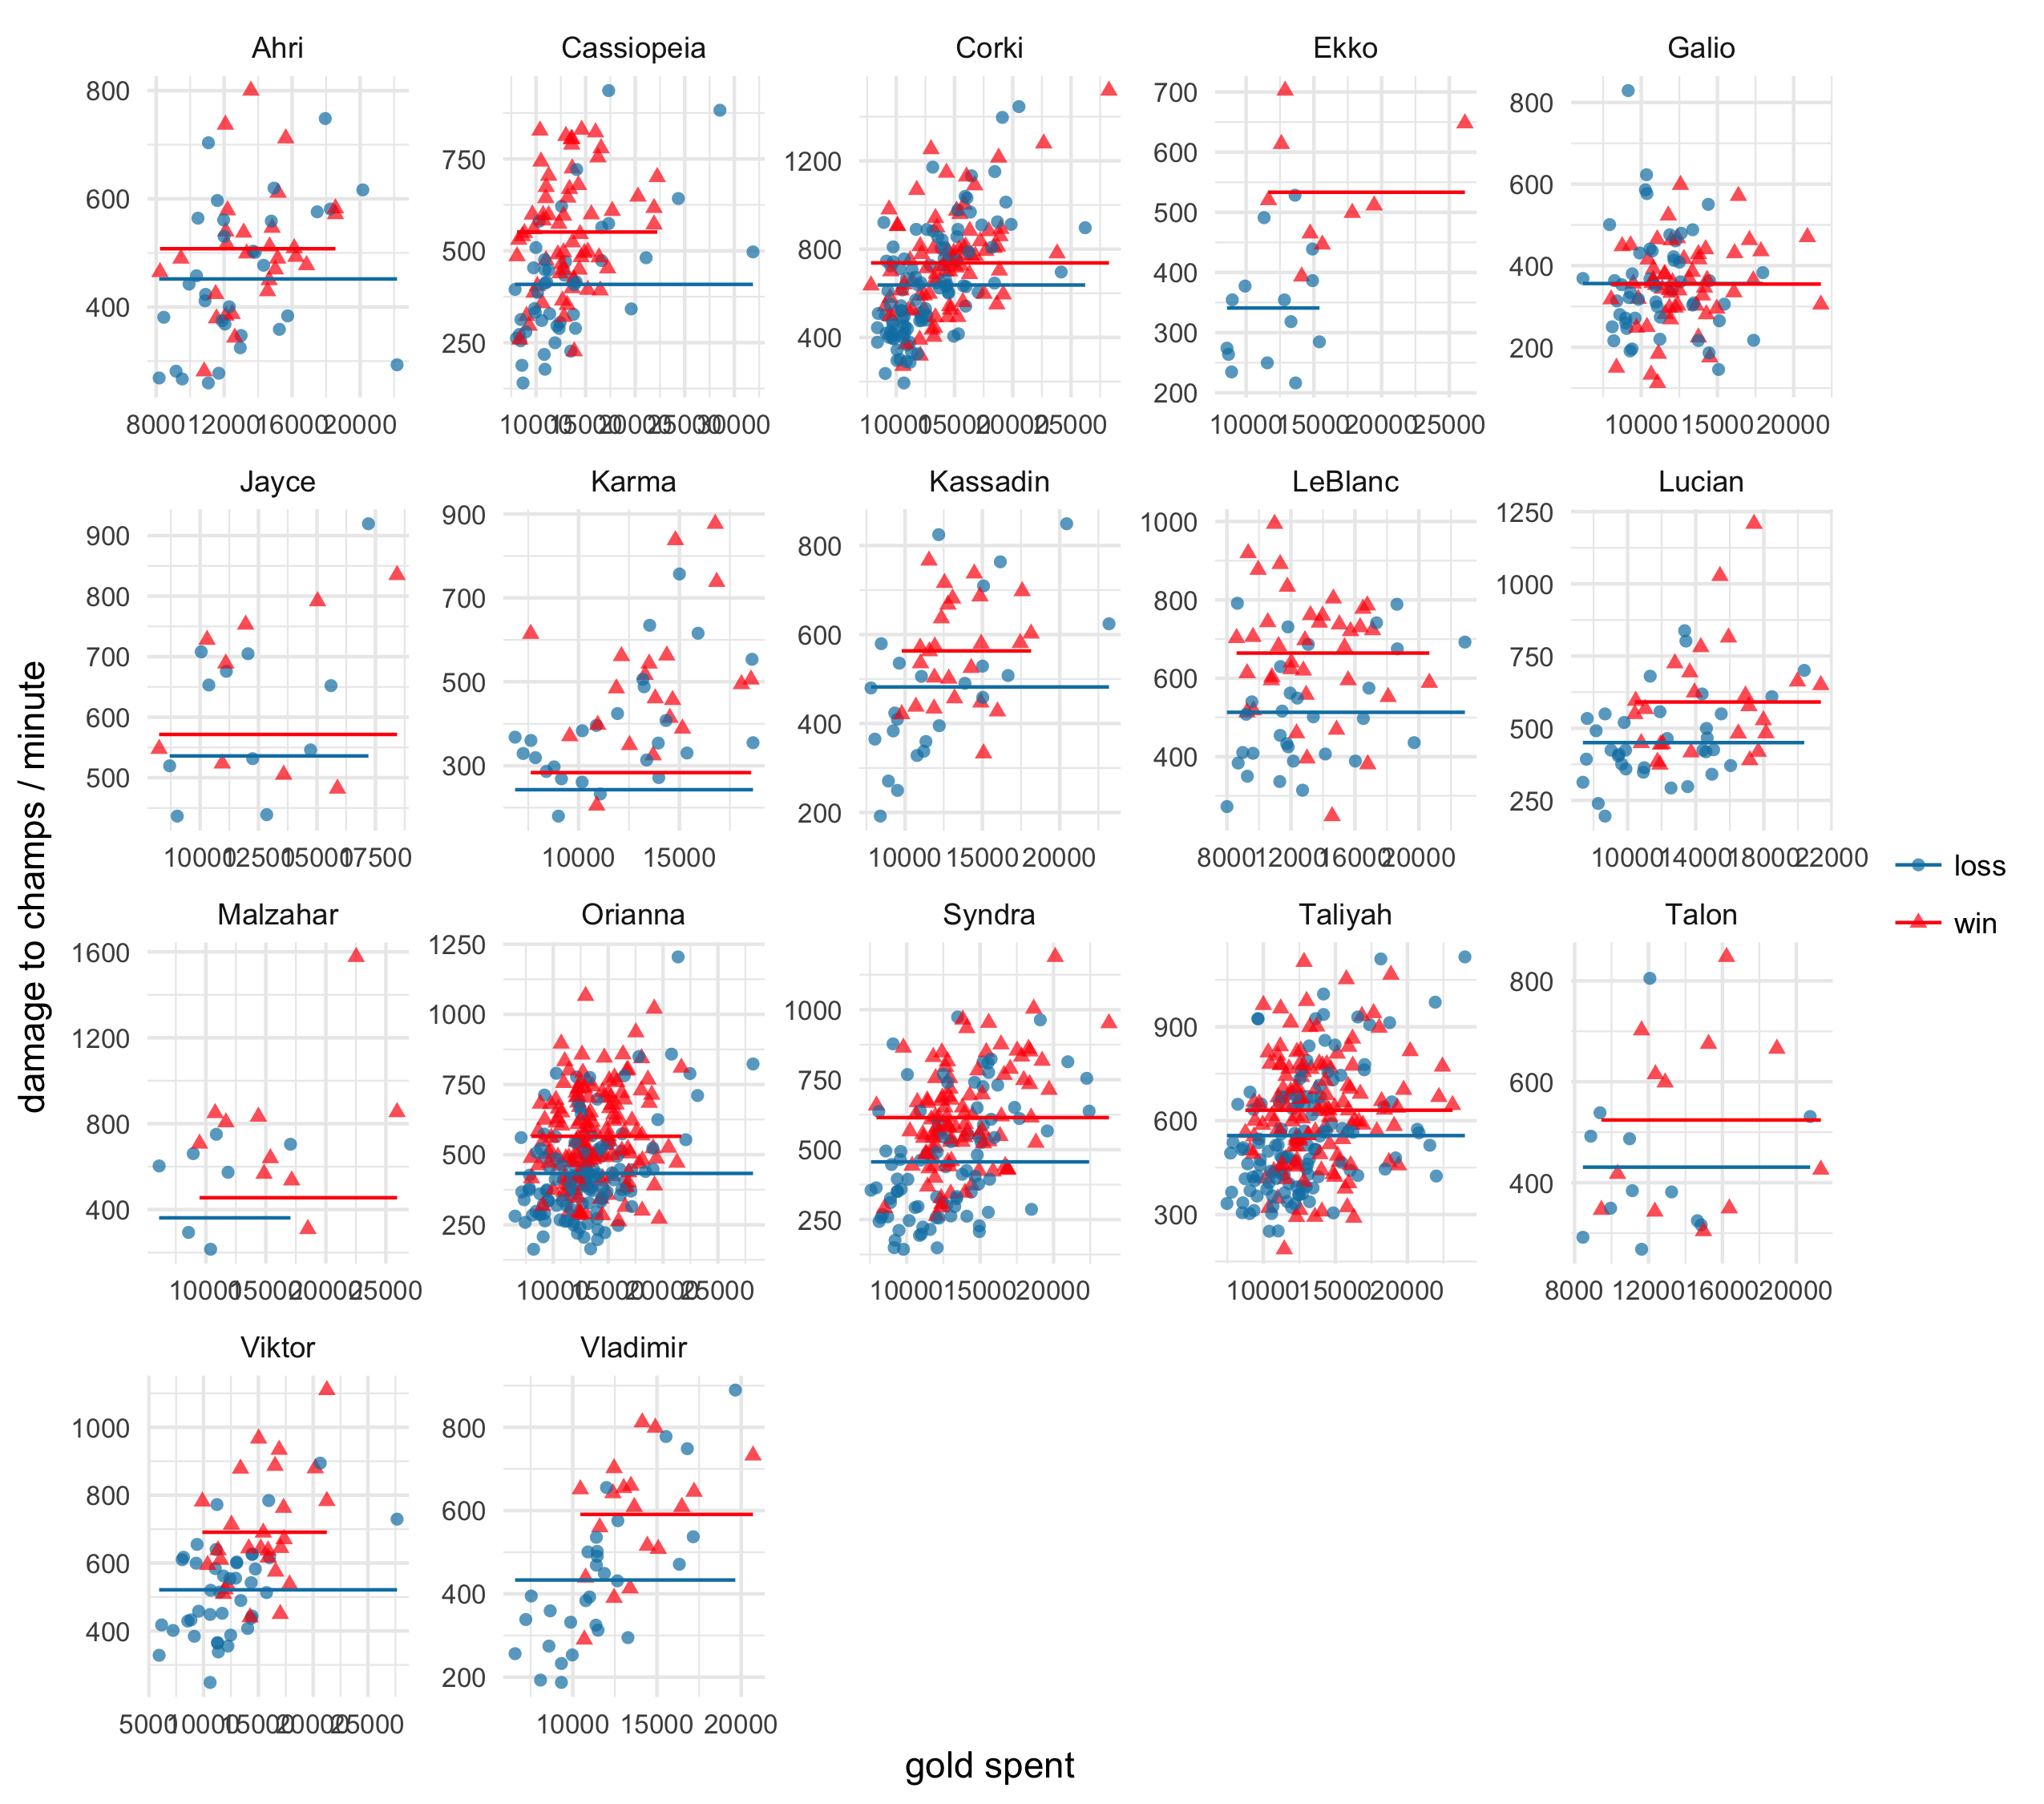 Ahri Cassiopeia Corki Ekko Galio
800 600 400
750 500 250
1200 800 400
700 600 500 400 300 200
800 600 400 200
8000 12000 16000 20000
10000 15000 20000 25000 30000
10000 15000 20000 25000
10000 15000 20000 25000
10000 15000 20000
Jayce Karma Kassadin LeBlanc Lucian
900 800 700 600 500
900 700 500 300
800 600 400 200
1000 800 600 400
1250 1000 750 500 250
10000 12500 15000 17500
10000 15000
10000 15000 20000
8000 12000 16000 20000
10000 14000 18000 22000
Malzahar Orianna Syndra Taliyah Talon
1600 1200 800 400
1250 1000 750 500 250
1000 750 500 250
900 600 300
800 600 400
10000 15000 20000 25000
10000 15000 20000 25000
10000 15000 20000
10000 15000 20000
8000 12000 16000 20000
Viktor Vladimir
1000 800 600 400
800 600 400 200
5000 10000 15000 20000 25000
10000 15000 20000
damage to champs / minute
gold spent
loss
win